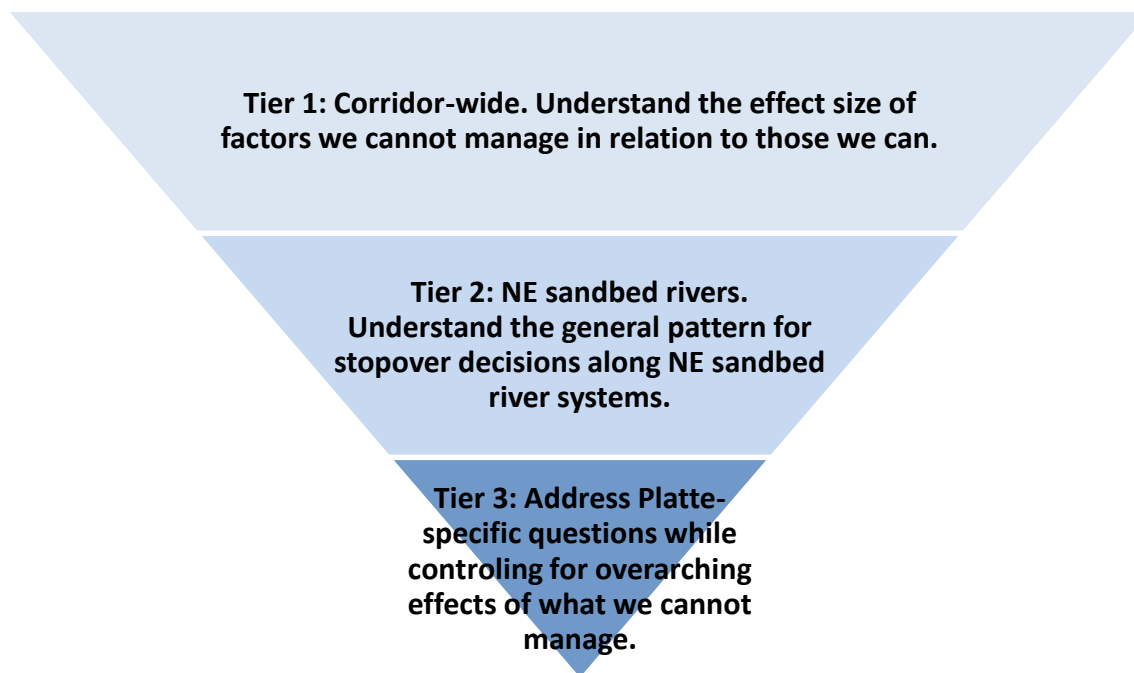 Tier 1: Corridor-wide. Understand the effect size of
factors we cannot manage in relation to those we can.
Tier 2: NE sandbed rivers.
Understand the general pattern for
stopover decisions along NE sandbed
river systems.
Tier 3: Address Platte-
specific questions while
controling for overarching
effects of what we cannot
manage.